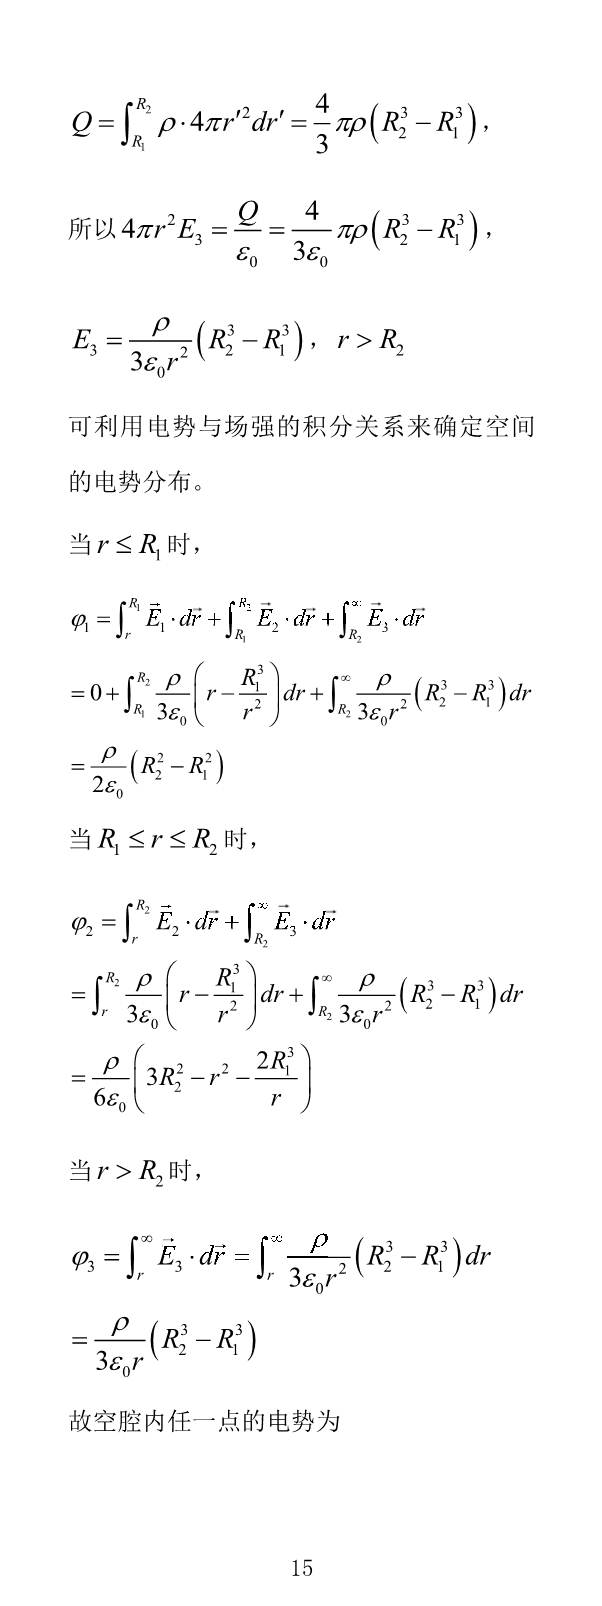 $Q=\int_{R_1}^{R_2}\rho\cdot 4\pi r'^2dr'=\frac{4}{3}\pi\rho\left(R_2^3-R_1^3\right)$，
所以 $4\pi r^2E_3=\frac{Q}{\varepsilon_0}=\frac{4}{3\varepsilon_0}\pi\rho\left(R_2^3-R_1^3\right)$，
$E_3=\frac{\rho}{3\varepsilon_0r^2}\left(R_2^3-R_1^3\right)$，$r>R_2$
可利用电势与场强的积分关系来确定空间
的电势分布。
当 $r\leq R_1$ 时，
$\varphi_1=\int_r^{R_1}\vec{E}_1\cdot d\vec{r}+\int_{R_1}^{R_2}\vec{E}_2\cdot d\vec{r}+\int_{R_2}^{\infty}\vec{E}_3\cdot d\vec{r}$
$=0+\int_{R_1}^{R_2}\frac{\rho}{3\varepsilon_0}\left(r-\frac{R_1^3}{r^2}\right)dr+\int_{R_2}^{\infty}\frac{\rho}{3\varepsilon_0r^2}\left(R_2^3-R_1^3\right)dr$
$=\frac{\rho}{2\varepsilon_0}\left(R_2^2-R_1^2\right)$
当 $R_1\leq r\leq R_2$ 时，
$\varphi_2=\int_r^{R_2}\vec{E}_2\cdot d\vec{r}+\int_{R_2}^{\infty}\vec{E}_3\cdot d\vec{r}$
$=\int_r^{R_2}\frac{\rho}{3\varepsilon_0}\left(r-\frac{R_1^3}{r^2}\right)dr+\int_{R_2}^{\infty}\frac{\rho}{3\varepsilon_0r^2}\left(R_2^3-R_1^3\right)dr$
$=\frac{\rho}{6\varepsilon_0}\left(3R_2^2-r^2-\frac{2R_1^3}{r}\right)$
当 $r>R_2$ 时，
$\varphi_3=\int_r^{\infty}\vec{E}_3\cdot d\vec{r}=\int_r^{\infty}\frac{\rho}{3\varepsilon_0r^2}\left(R_2^3-R_1^3\right)dr$
$=\frac{\rho}{3\varepsilon_0r}\left(R_2^3-R_1^3\right)$
故空腔内任一点的电势为
15